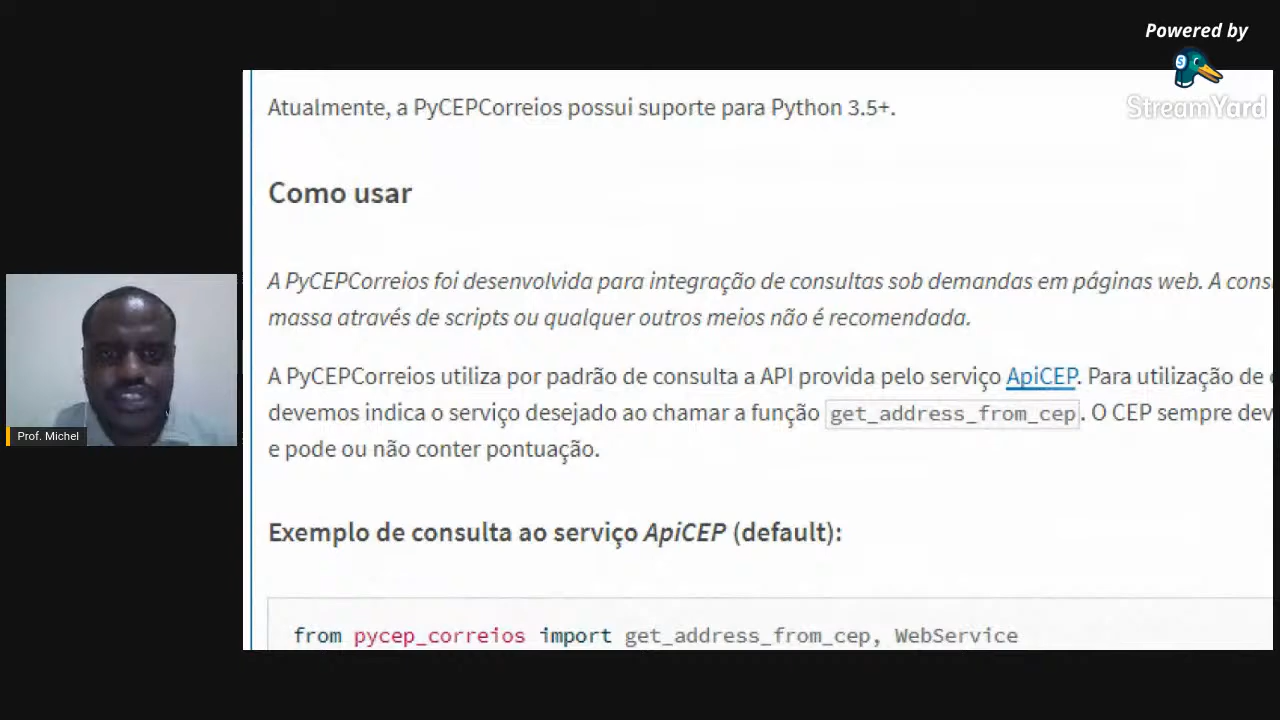 Powered by
StreamYard
Atualmente, a PyCEPCorreios possui suporte para Python 3.5+.
Como usar
A PyCEPCorreios foi desenvolvida para integração de consultas sob demandas em páginas web. A cons
massa através de scripts ou qualquer outros meios não é recomendada.
A PyCEPCorreios utiliza por padrão de consulta a API provida pelo serviço ApiCEP. Para utilização de
devemos indica o serviço desejado ao chamar a função get_address_from_cep. O CEP sempre dev
e pode ou não conter pontuação.
Prof. Michel
Exemplo de consulta ao serviço ApiCEP (default):
from pycep_correios import get_address_from_cep, WebService